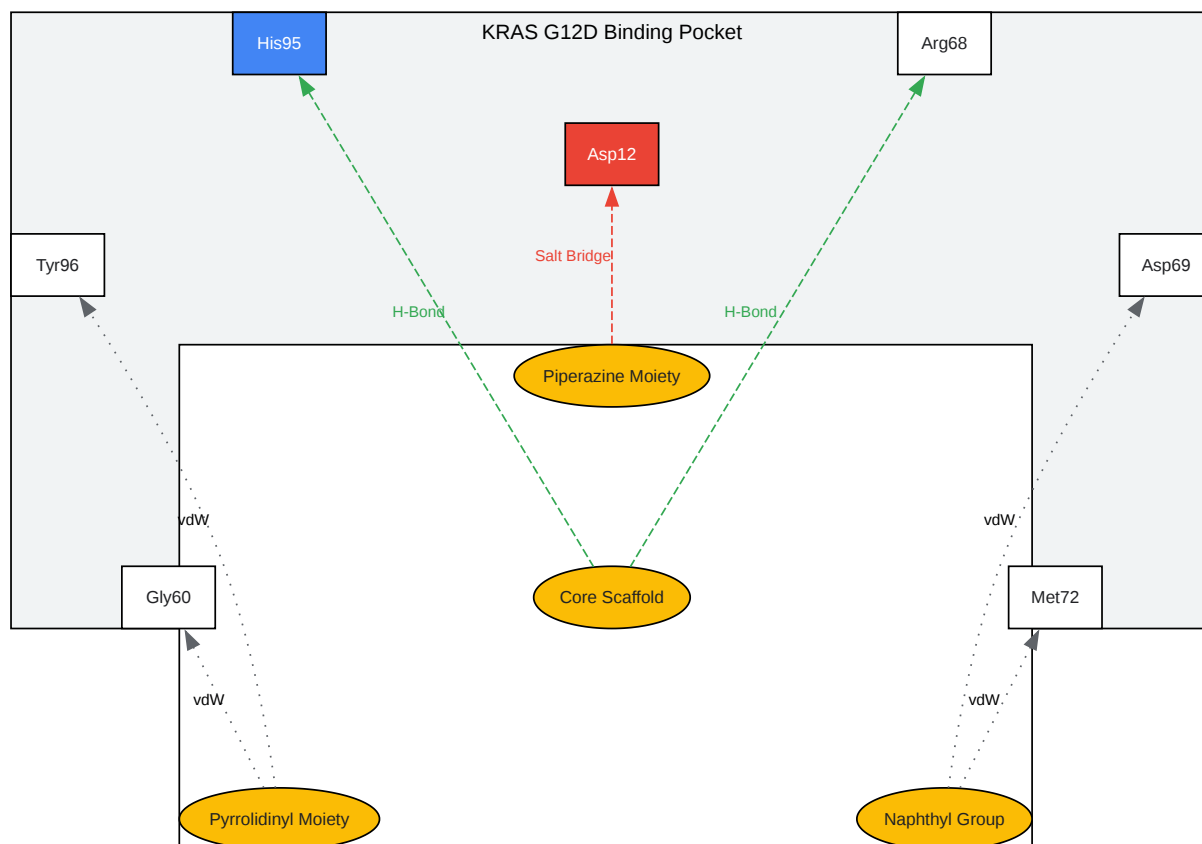 KRAS G12D Binding Pocket
His95
Arg68
Asp12
Salt Bridge
Tyr96
Asp69
H-Bond
H-Bond
Piperazine Moiety
vdW
vdW
Gly60
Core Scaffold
Met72
vdW
vdW
Pyrrolidinyl Moiety
Naphthyl Group